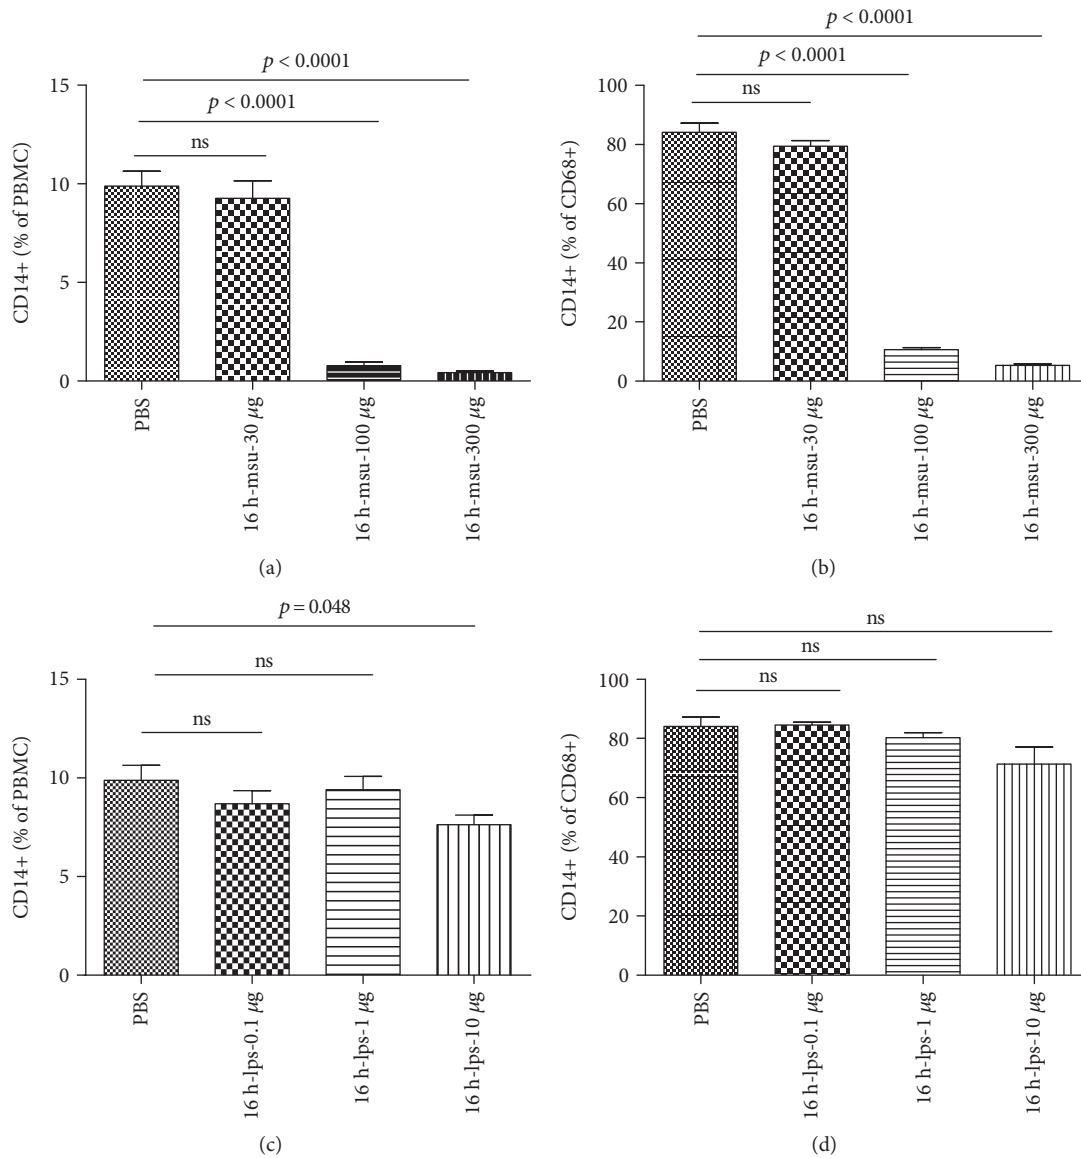 p < 0.0001
p < 0.0001
ns
15
10
5
0
CD14+ (% of PBMC)
PBS
16 h-msu-30 μg
16 h-msu-100 μg
16 h-msu-300 μg
(a)
p < 0.0001
p < 0.0001
ns
100
80
60
40
20
0
CD14+ (% of CD68+)
PBS
16 h-msu-30 μg
16 h-msu-100 μg
16 h-msu-300 μg
(b)
p = 0.048
ns
ns
15
10
5
0
CD14+ (% of PBMC)
PBS
16 h-lps-0.1 μg
16 h-lps-1 μg
16 h-lps-10 μg
(c)
ns
ns
ns
100
80
60
40
20
0
CD14+ (% of CD68+)
PBS
16 h-lps-0.1 μg
16 h-lps-1 μg
16 h-lps-10 μg
(d)